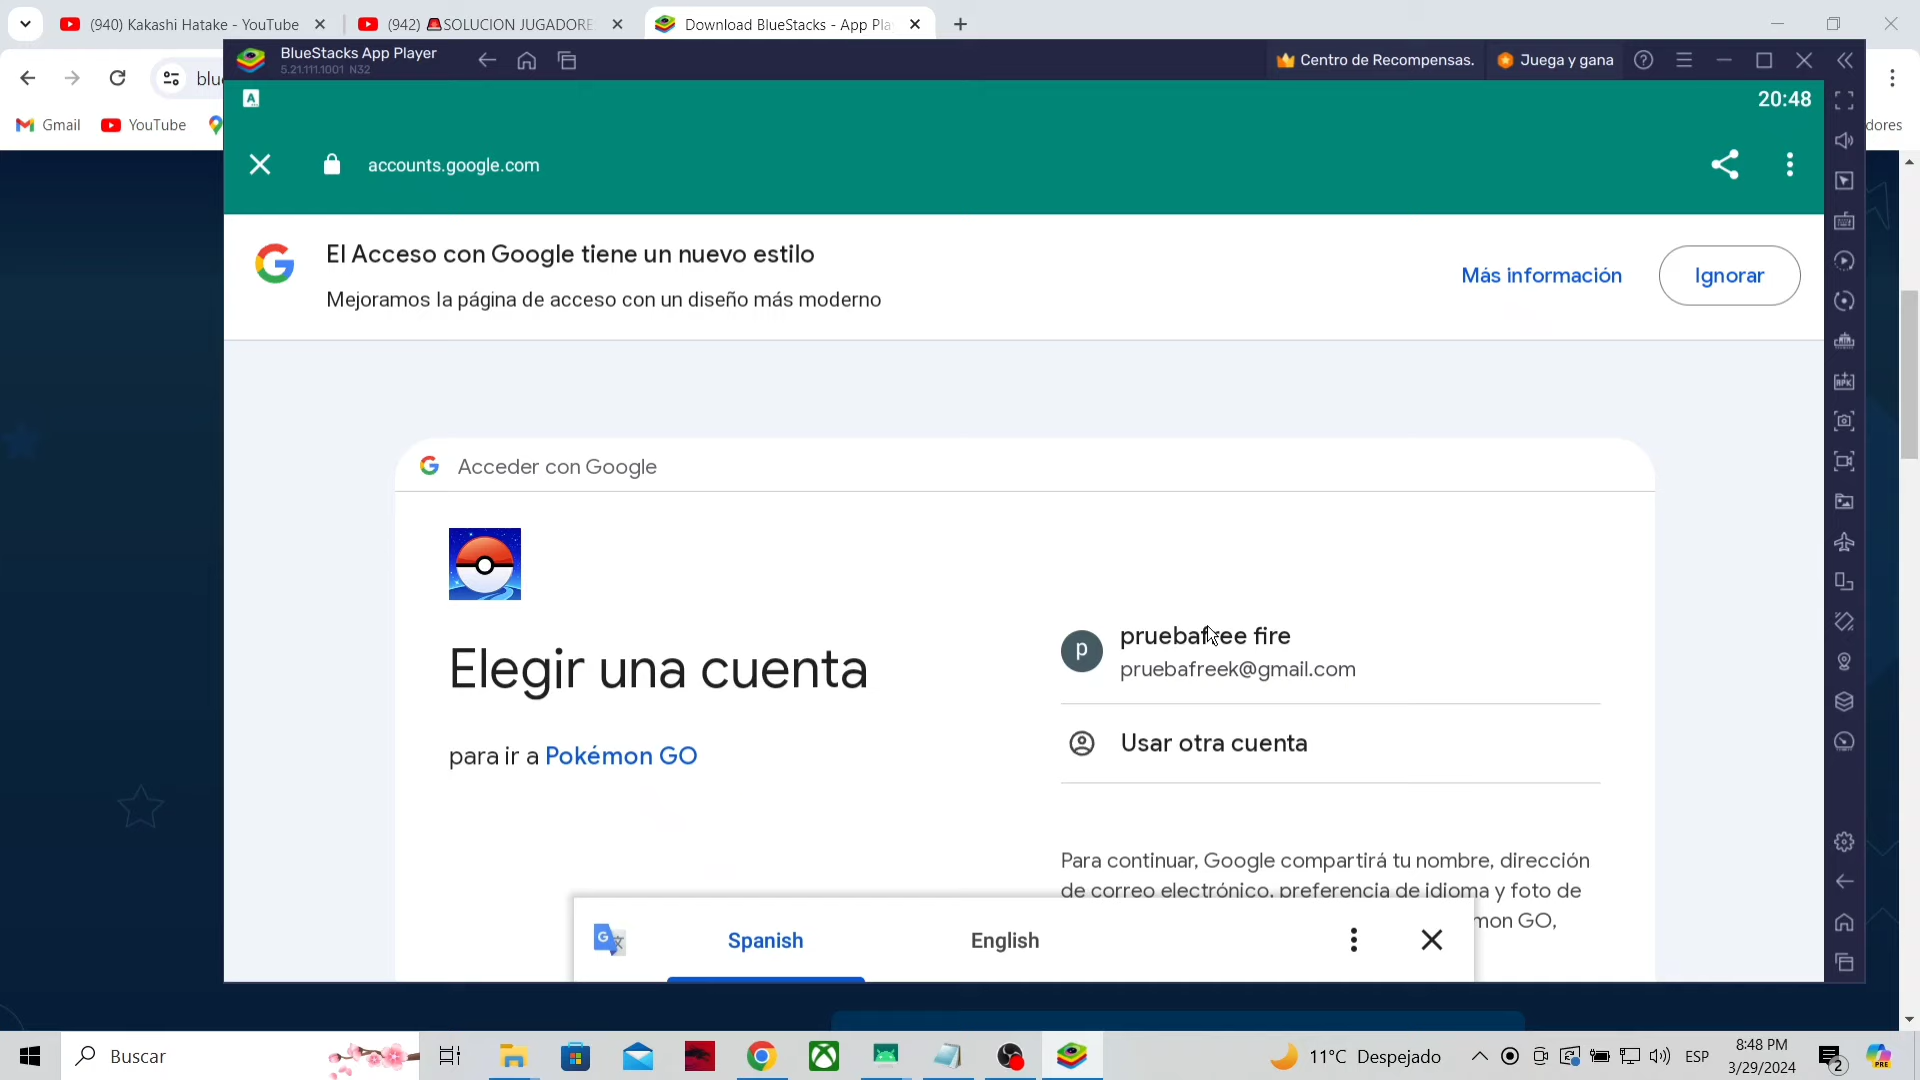 (940) Kakashi Hatake - YouTube
(942) 🚨SOLUCION JUGADORE
Download BlueStacks - App Pla
blue
Gmail
YouTube
dores
BlueStacks App Player
5.21.111.1001 N32
Centro de Recompensas.
Juega y gana
A
20:48
accounts.google.com
El Acceso con Google tiene un nuevo estilo
Mejoramos la página de acceso con un diseño más moderno
Más información
Ignorar
Acceder con Google
Elegir una cuenta
para ir a Pokémon GO
p
pruebafree fire
pruebafreek@gmail.com
Usar otra cuenta
Para continuar, Google compartirá tu nombre, dirección
de correo electrónico, preferencia de idioma y foto de
mon GO,
Spanish
English
Buscar
11°C Despejado
ESP
8:48 PM
3/29/2024
2
PRE